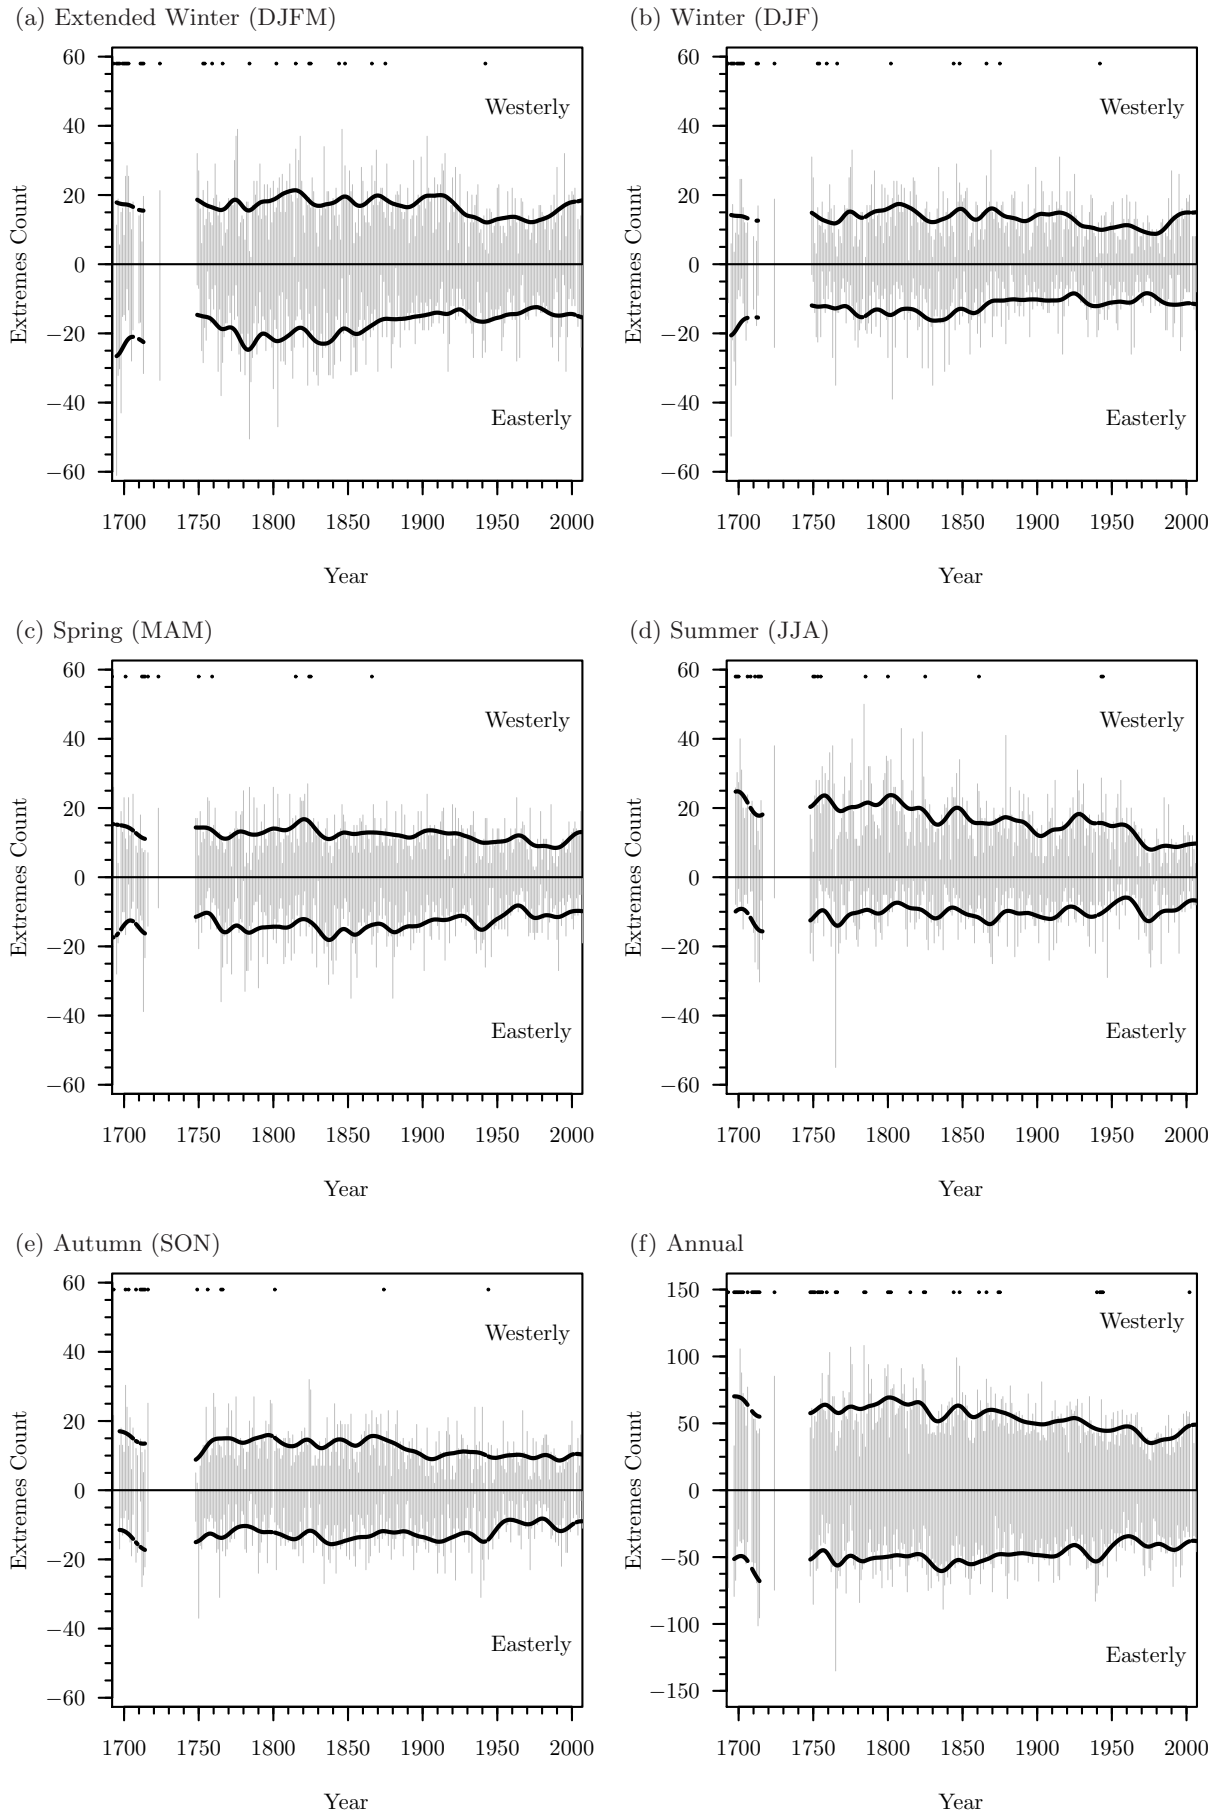 (a) Extended Winter (DJFM)
60
40
20
0
−20
−40
−60
Extremes Count
Westerly
Easterly
1700 1750 1800 1850 1900 1950 2000
Year
(b) Winter (DJF)
60
40
20
0
−20
−40
−60
Extremes Count
Westerly
Easterly
1700 1750 1800 1850 1900 1950 2000
Year
(c) Spring (MAM)
60
40
20
0
−20
−40
−60
Extremes Count
Westerly
Easterly
1700 1750 1800 1850 1900 1950 2000
Year
(d) Summer (JJA)
60
40
20
0
−20
−40
−60
Extremes Count
Westerly
Easterly
1700 1750 1800 1850 1900 1950 2000
Year
(e) Autumn (SON)
60
40
20
0
−20
−40
−60
Extremes Count
Westerly
Easterly
1700 1750 1800 1850 1900 1950 2000
Year
(f) Annual
150
100
50
0
−50
−100
−150
Extremes Count
Westerly
Easterly
1700 1750 1800 1850 1900 1950 2000
Year